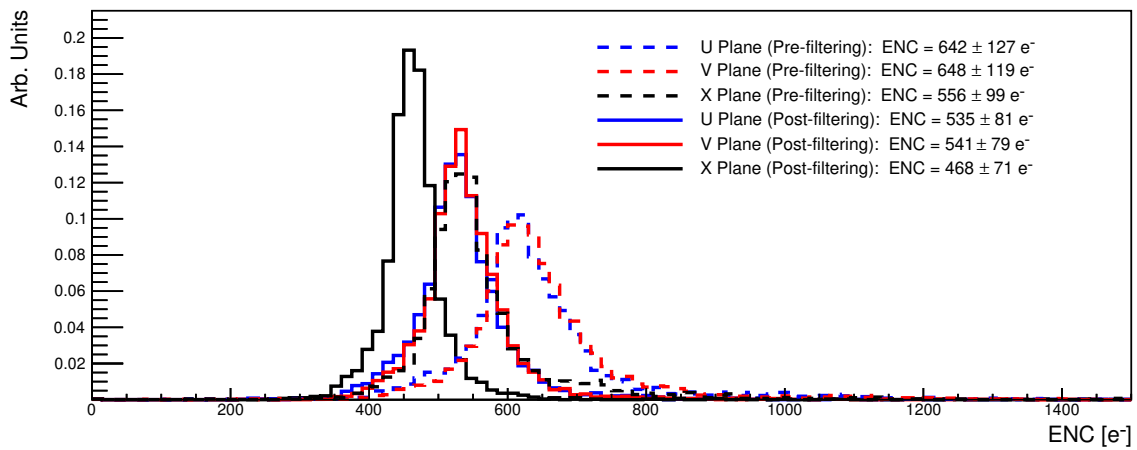 Arb. Units
0.2
0.18
0.16
0.14
0.12
0.1
0.08
0.06
0.04
0.02
U Plane (Pre-filtering): ENC = 642 ± 127 e⁻
V Plane (Pre-filtering): ENC = 648 ± 119 e⁻
X Plane (Pre-filtering): ENC = 556 ± 99 e⁻
U Plane (Post-filtering): ENC = 535 ± 81 e⁻
V Plane (Post-filtering): ENC = 541 ± 79 e⁻
X Plane (Post-filtering): ENC = 468 ± 71 e⁻
0 200 400 600 800 1000 1200 1400
ENC [e⁻]